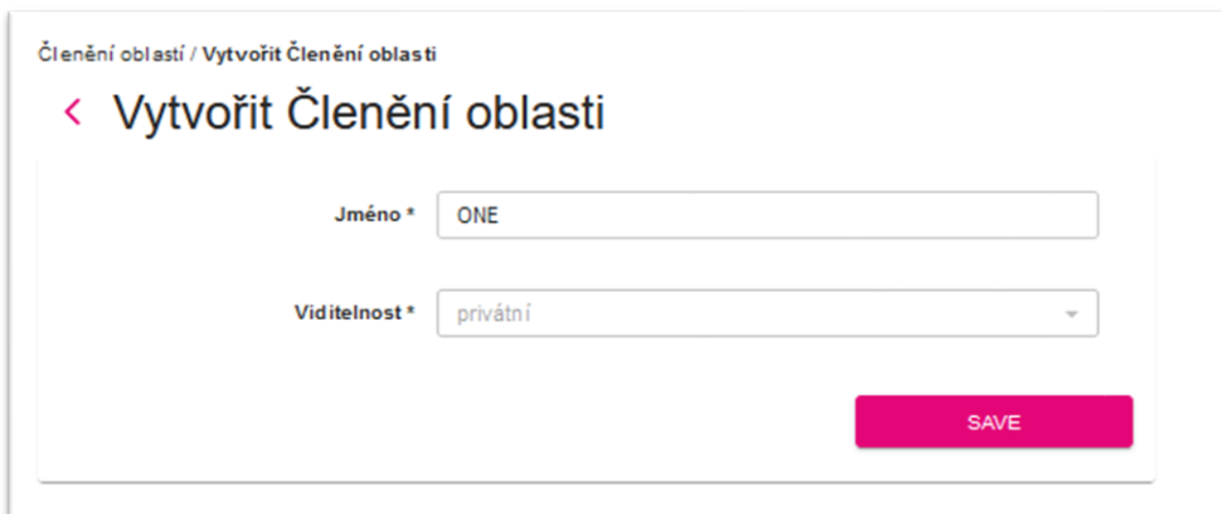 Členění oblastí / Vytvořit Členění oblasti
Vytvořit Členění oblasti
Jméno * ONE
Viditelnost * privátní
SAVE